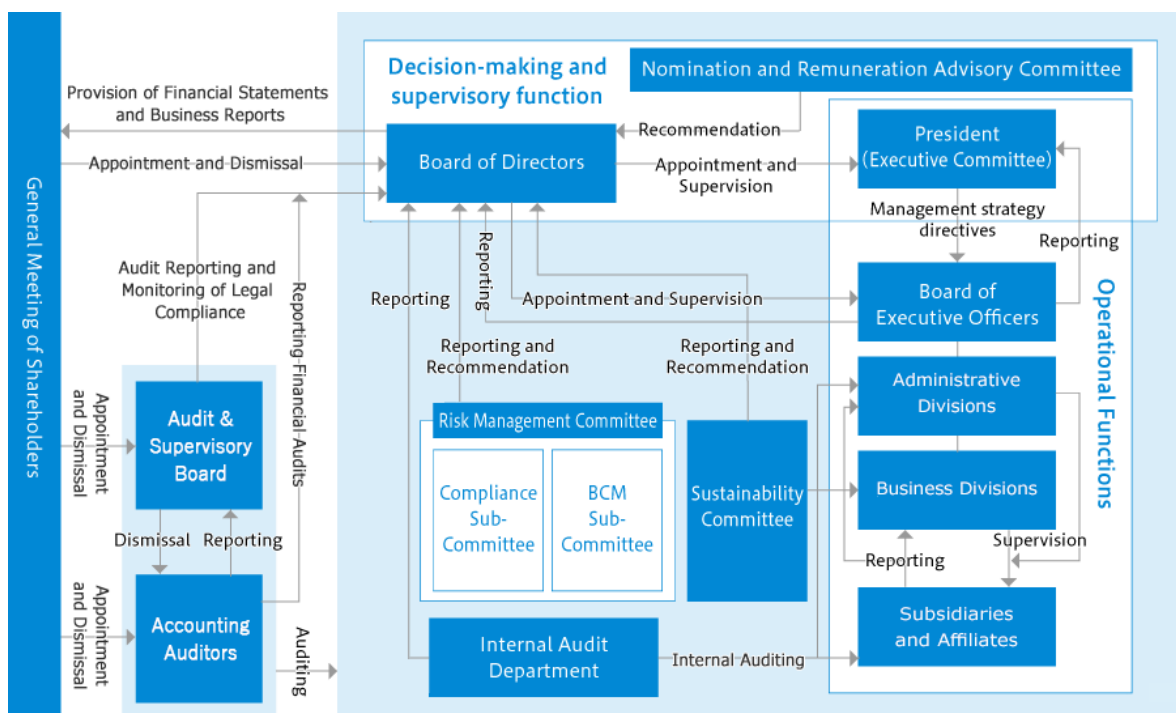 General Meeting of Shareholders
Provision of Financial Statements
and Business Reports
Appointment and Dismissal
Decision-making and
supervisory function
Nomination and Remuneration Advisory Committee
Recommendation
Board of Directors
Appointment and
Supervision
President
(Executive Committee)
Management strategy
directives
Reporting
Operational Functions
Audit Reporting and
Monitoring of Legal
Compliance
Reporting Financial Audits
Reporting
Reporting
Appointment and Supervision
Board of
Executive Officers
Reporting and
Recommendation
Reporting and
Recommendation
Administrative
Divisions
Appointment
and Dismissal
Audit &
Supervisory
Board
Risk Management Committee
Compliance
Sub-
Committee
BCM
Sub-
Committee
Sustainability
Committee
Business Divisions
Dismissal
Reporting
Supervision
Reporting
Appointment
and Dismissal
Accounting
Auditors
Auditing
Internal Audit
Department
Internal Auditing
Subsidiaries
and Affiliates